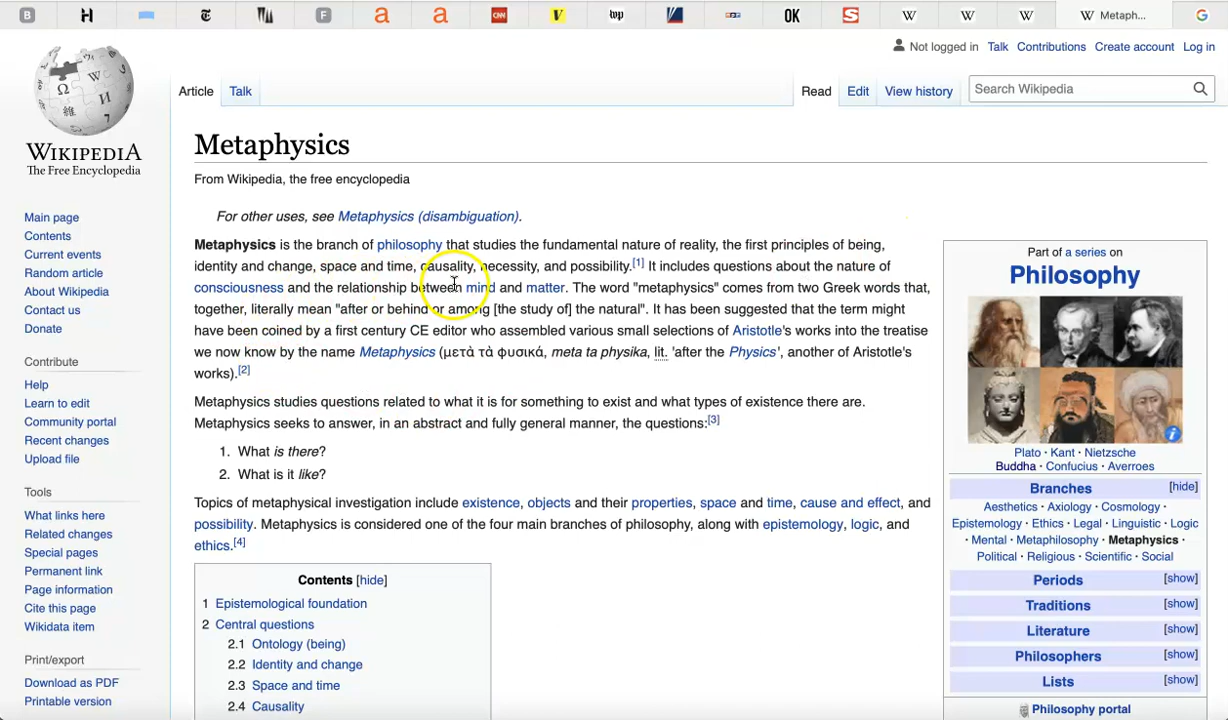 Metaph...
Not logged in Talk Contributions Create account Log in
Article Talk Read Edit View history Search Wikipedia
WIKIPEDIA
The Free Encyclopedia
Main page
Contents
Current events
Random article
About Wikipedia
Contact us
Donate
Contribute
Help
Learn to edit
Community portal
Recent changes
Upload file
Tools
What links here
Related changes
Special pages
Permanent link
Page information
Cite this page
Wikidata item
Print/export
Download as PDF
Printable version
Metaphysics
From Wikipedia, the free encyclopedia
For other uses, see Metaphysics (disambiguation).
Metaphysics is the branch of philosophy that studies the fundamental nature of reality, the first principles of being,
identity and change, space and time, causality, necessity, and possibility.[1] It includes questions about the nature of
consciousness and the relationship between mind and matter. The word "metaphysics" comes from two Greek words that,
together, literally mean "after or behind or among [the study of] the natural". It has been suggested that the term might
have been coined by a first century CE editor who assembled various small selections of Aristotle's works into the treatise
we now know by the name Metaphysics (μετὰ τὰ φυσικά, meta ta physika, lit. 'after the Physics', another of Aristotle's
works).[2]
Metaphysics studies questions related to what it is for something to exist and what types of existence there are.
Metaphysics seeks to answer, in an abstract and fully general manner, the questions:[3]
1. What is there?
2. What is it like?
Topics of metaphysical investigation include existence, objects and their properties, space and time, cause and effect, and
possibility. Metaphysics is considered one of the four main branches of philosophy, along with epistemology, logic, and
ethics.[4]
Contents [hide]
1 Epistemological foundation
2 Central questions
2.1 Ontology (being)
2.2 Identity and change
2.3 Space and time
2.4 Causality
Part of a series on
Philosophy
Plato · Kant · Nietzsche
Buddha · Confucius · Averroes
Branches [hide]
Aesthetics · Axiology · Cosmology ·
Epistemology · Ethics · Legal · Linguistic · Logic
· Mental · Metaphilosophy · Metaphysics ·
Political · Religious · Scientific · Social
Periods [show]
Traditions [show]
Literature [show]
Philosophers [show]
Lists [show]
Philosophy portal